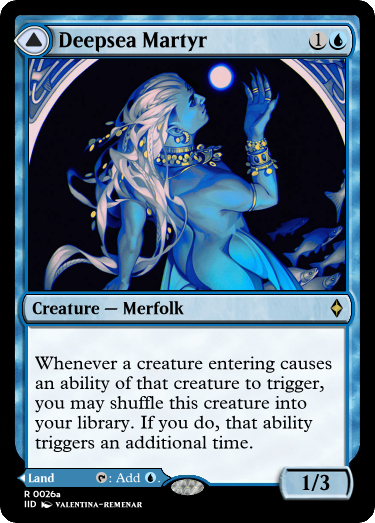 Deepsea Martyr 1
Creature — Merfolk
Whenever a creature entering causes
an ability of that creature to trigger,
you may shuffle this creature into
your library. If you do, that ability
triggers an additional time.
Land : Add .
1/3
R 0026a
IID VALENTINA-REMENAR